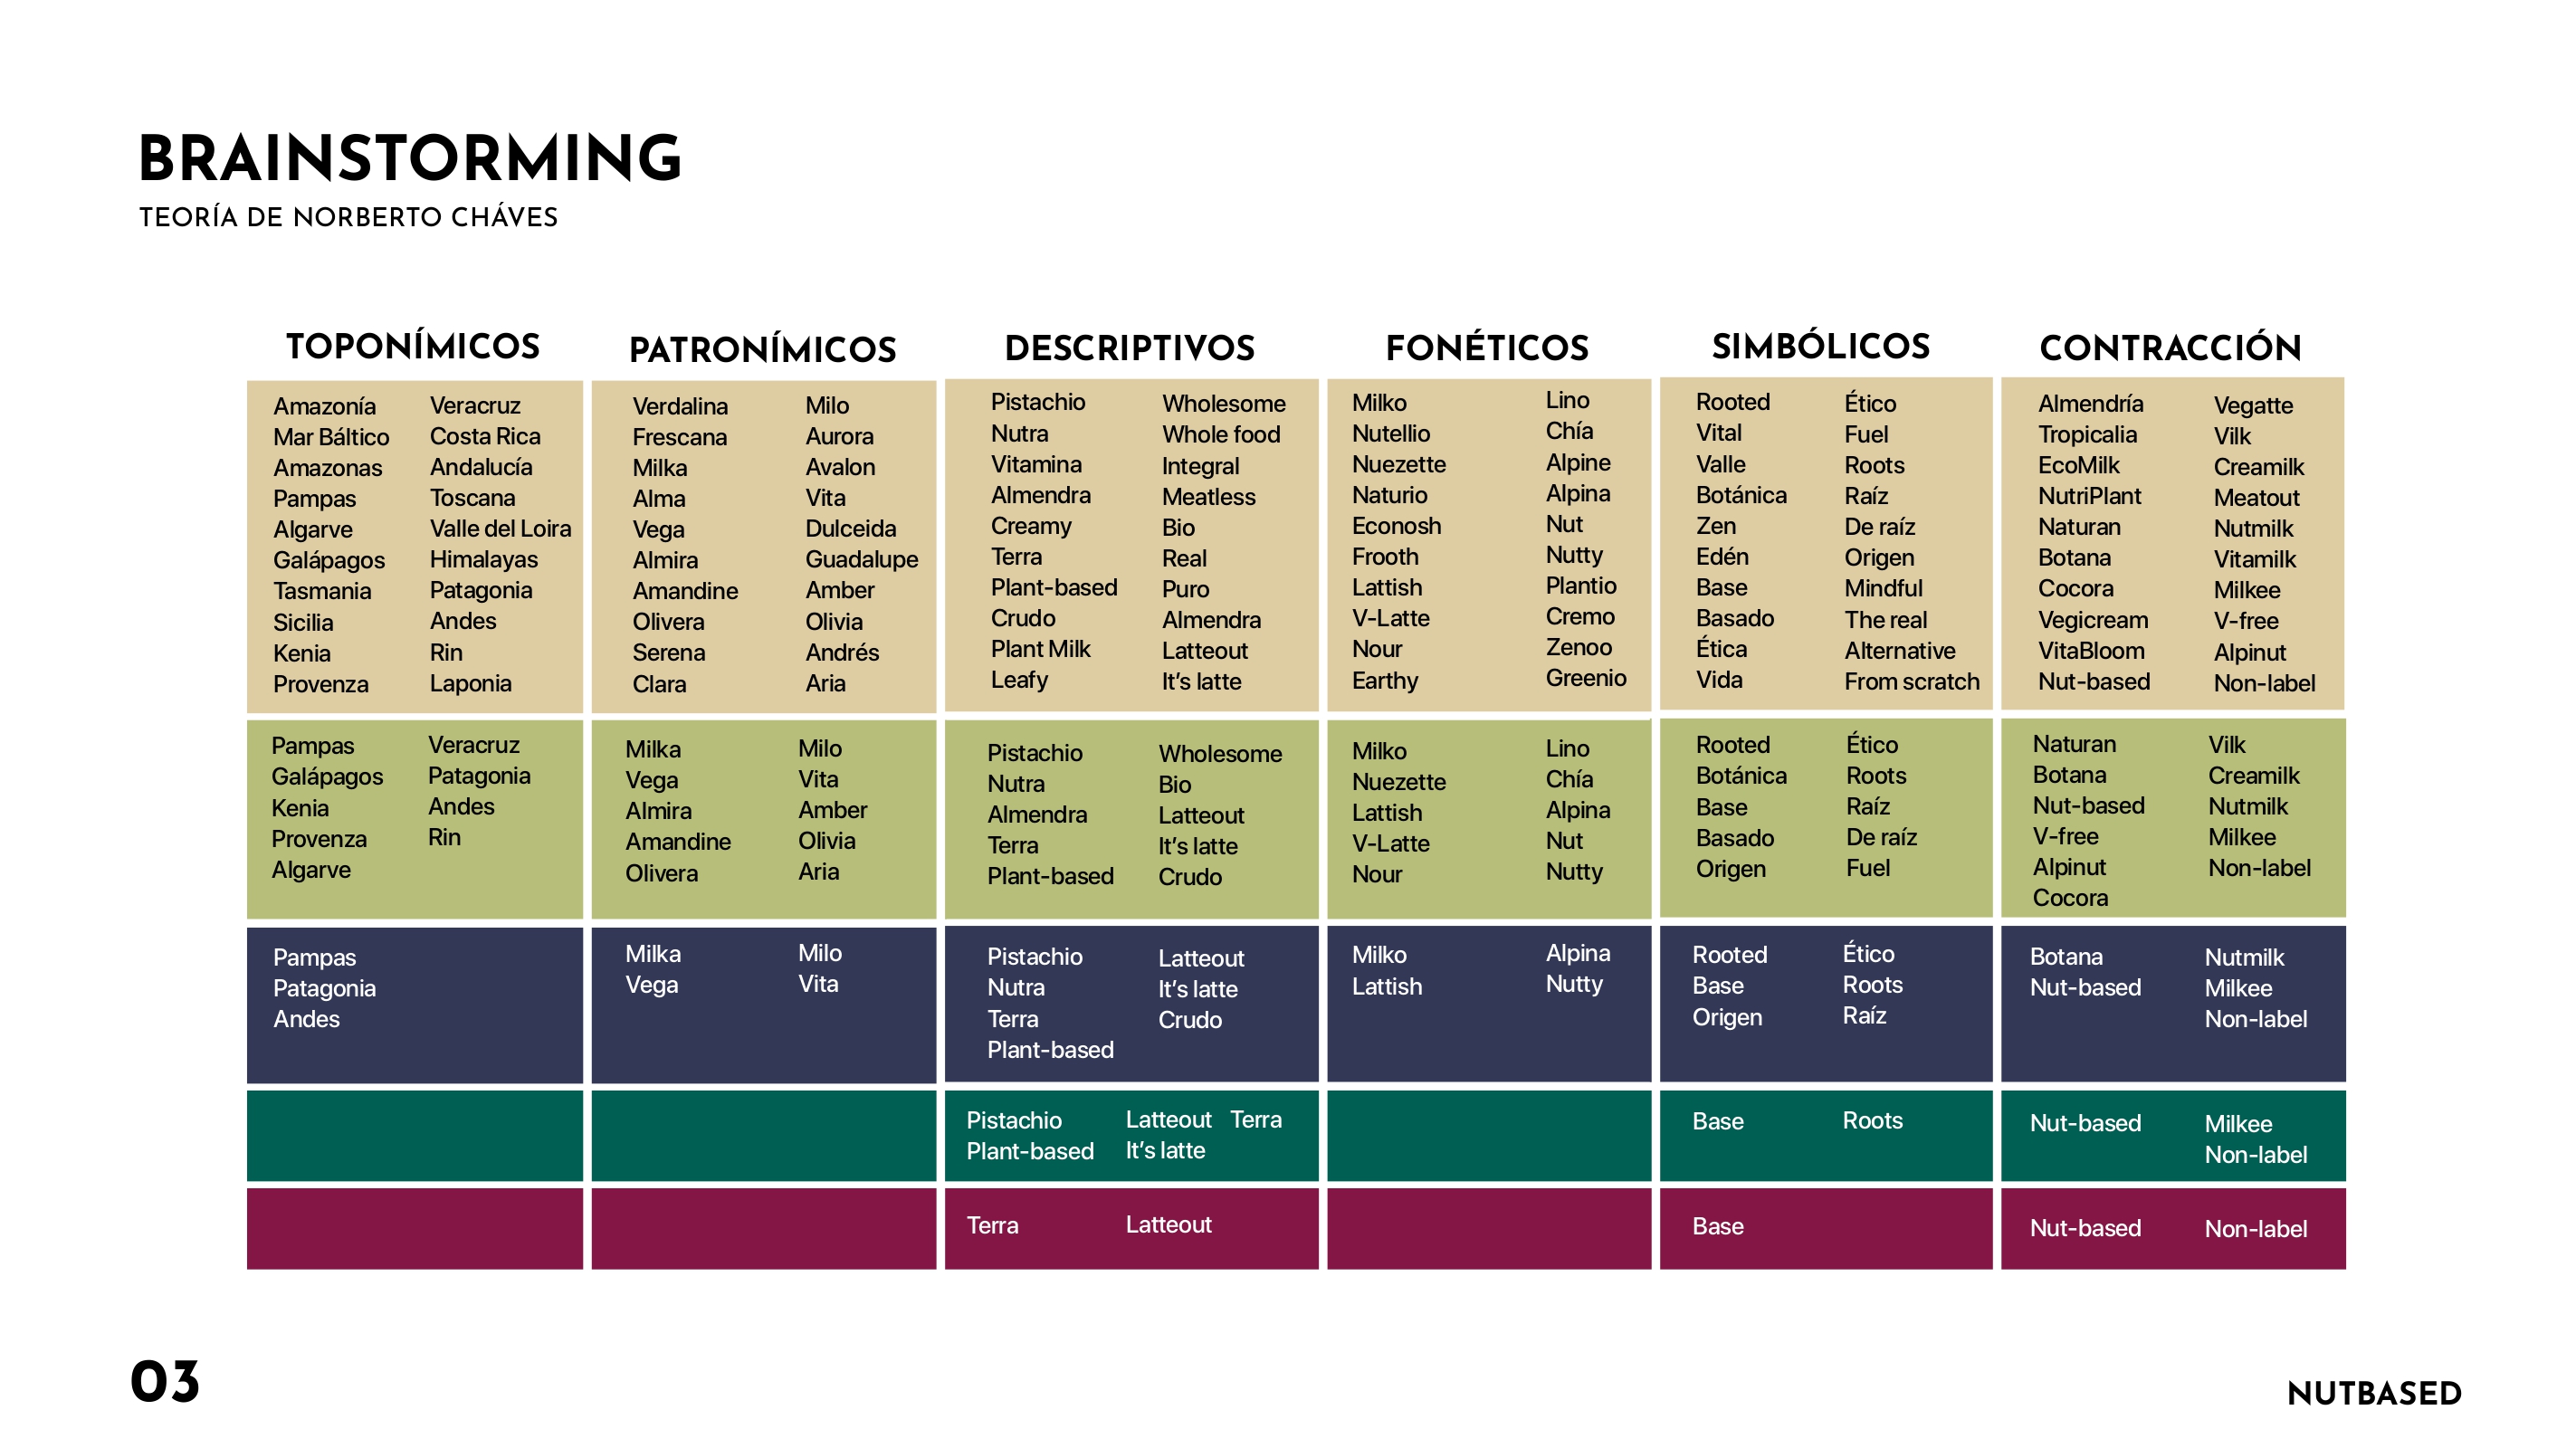 BRAINSTORMING
TEORÍA DE NORBERTO CHÁVES
TOPONÍMICOS
Amazonía Veracruz
Mar Báltico Costa Rica
Amazonas Andalucía
Pampas Toscana
Algarve Valle del Loira
Galápagos Himalayas
Tasmania Patagonia
Sicilia Andes
Kenia Rin
Provenza Laponia
Pampas Veracruz
Galápagos Patagonia
Kenia Andes
Provenza Rin
Algarve
Pampas
Patagonia
Andes
PATRONÍMICOS
Verdalina Milo
Frescana Aurora
Milka Avalon
Alma Vita
Vega Dulceida
Almira Guadalupe
Amandine Amber
Olivera Olivia
Serena Andrés
Clara Aria
Milka Milo
Vega Vita
Almira Amber
Amandine Olivia
Olivera Aria
Milka Milo
Vega Vita
DESCRIPTIVOS
Pistachio Wholesome
Nutra Whole food
Vitamina Integral
Almendra Meatless
Creamy Bio
Terra Real
Plant-based Puro
Crudo Almendra
Plant Milk Latteout
Leafy It's latte
Pistachio Wholesome
Nutra Bio
Almendra Latteout
Terra It's latte
Plant-based Crudo
Pistachio Latteout
Nutra It's latte
Terra Crudo
Plant-based
Pistachio Latteout Terra
Plant-based It's latte
Terra Latteout
FONÉTICOS
Milko Lino
Nutellio Chía
Nuezette Alpine
Naturio Alpina
Econosh Nut
Frooth Nutty
Lattish Plantio
V-Latte Cremo
Nour Zenoo
Earthy Greenio
Milko Lino
Nuezette Chía
Lattish Alpina
V-Latte Nut
Nour Nutty
Milko Alpina
Lattish Nutty
SIMBÓLICOS
Rooted Ético
Vital Fuel
Valle Roots
Botánica Raíz
Zen De raíz
Edén Origen
Base Mindful
Basado The real
Ética Alternative
Vida From scratch
Rooted Ético
Botánica Roots
Base Raíz
Basado De raíz
Origen Fuel
Rooted Ético
Base Roots
Origen Raíz
Base Roots
Base
CONTRACCIÓN
Almendría Vegatte
Tropicalia Vilk
EcoMilk Creamilk
NutriPlant Meatout
Naturan Nutmilk
Botana Vitamilk
Cocora Milkee
Vegicream V-free
VitaBloom Alpinut
Nut-based Non-label
Naturan Vilk
Botana Creamilk
Nut-based Nutmilk
V-free Milkee
Alpinut Non-label
Cocora
Botana Nutmilk
Nut-based Milkee
Non-label
Nut-based Milkee
Non-label
Nut-based Non-label
03
NUTBASED